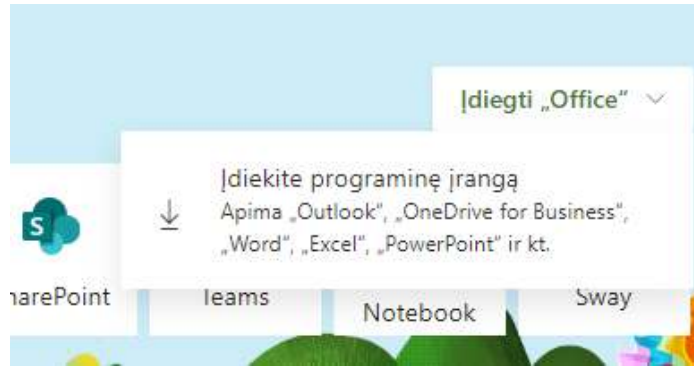 Įdiegti „Office“
Įdiekite programinę įrangą
Apima „Outlook“, „OneDrive for Business“,
„Word“, „Excel“, „PowerPoint“ ir kt.
S
harePoint
Teams
Notebook
Sway